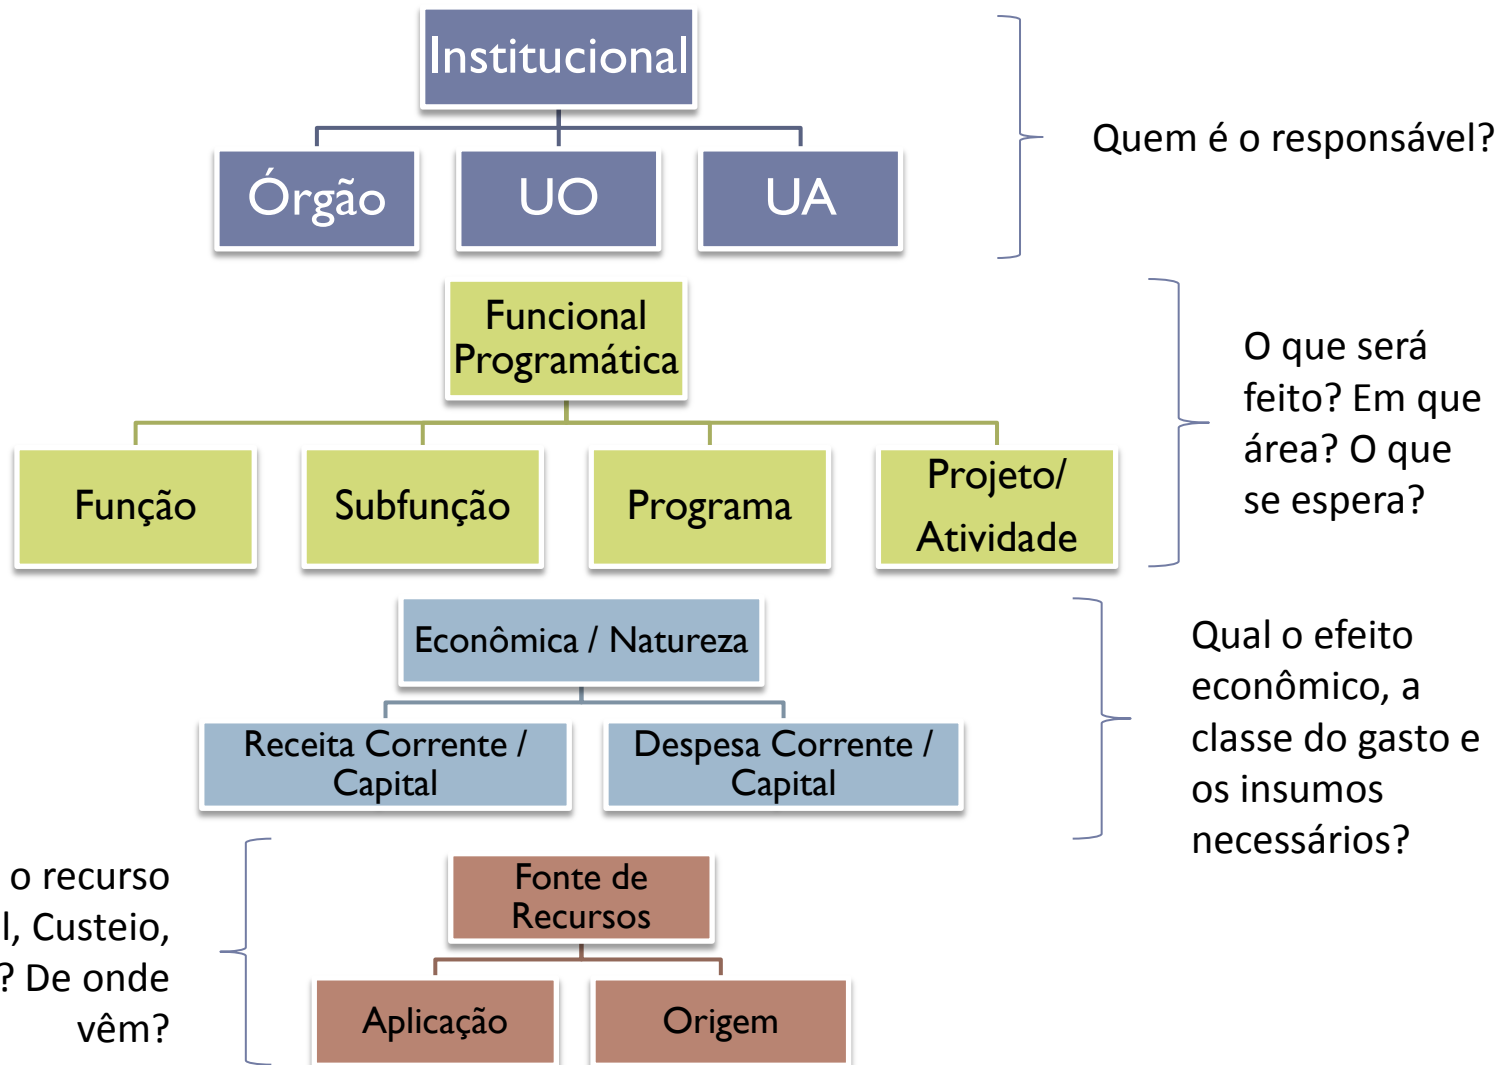 Institucional
Órgão
UO
UA
Quem é o responsável?
Funcional
Programática
Função
Subfunção
Programa
Projeto/
Atividade
O que será
feito? Em que
área? O que
se espera?
Econômica / Natureza
Receita Corrente /
Capital
Despesa Corrente /
Capital
Qual o efeito
econômico, a
classe do gasto e
os insumos
necessários?
o recurso
l, Custeio,
? De onde
vêm?
Fonte de
Recursos
Aplicação
Origem